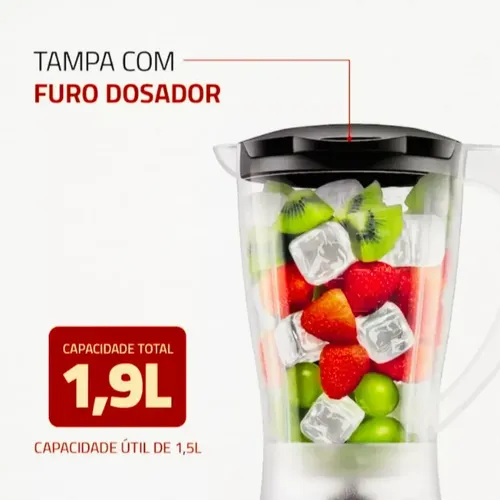 TAMPA COM
FURO DOSADOR
CAPACIDADE TOTAL
1,9L
CAPACIDADE ÚTIL DE 1,5L